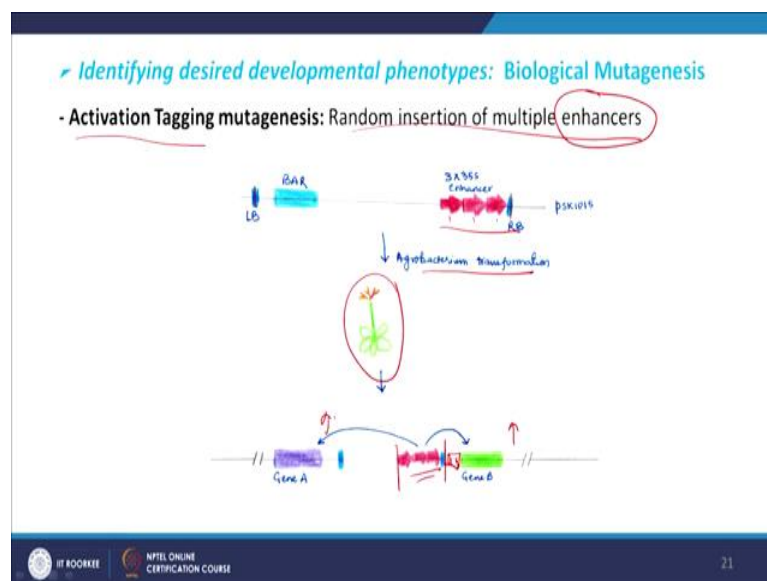 Identifying desired developmental phenotypes: Biological Mutagenesis
- Activation Tagging mutagenesis: Random insertion of multiple enhancers
BAR
3X35S
Enhancer
LB
RB
PSK1015
Agrobacterium transformation
Gene A
Gene B
IIT ROORKEE
NPTEL ONLINE
CERTIFICATION COURSE
21